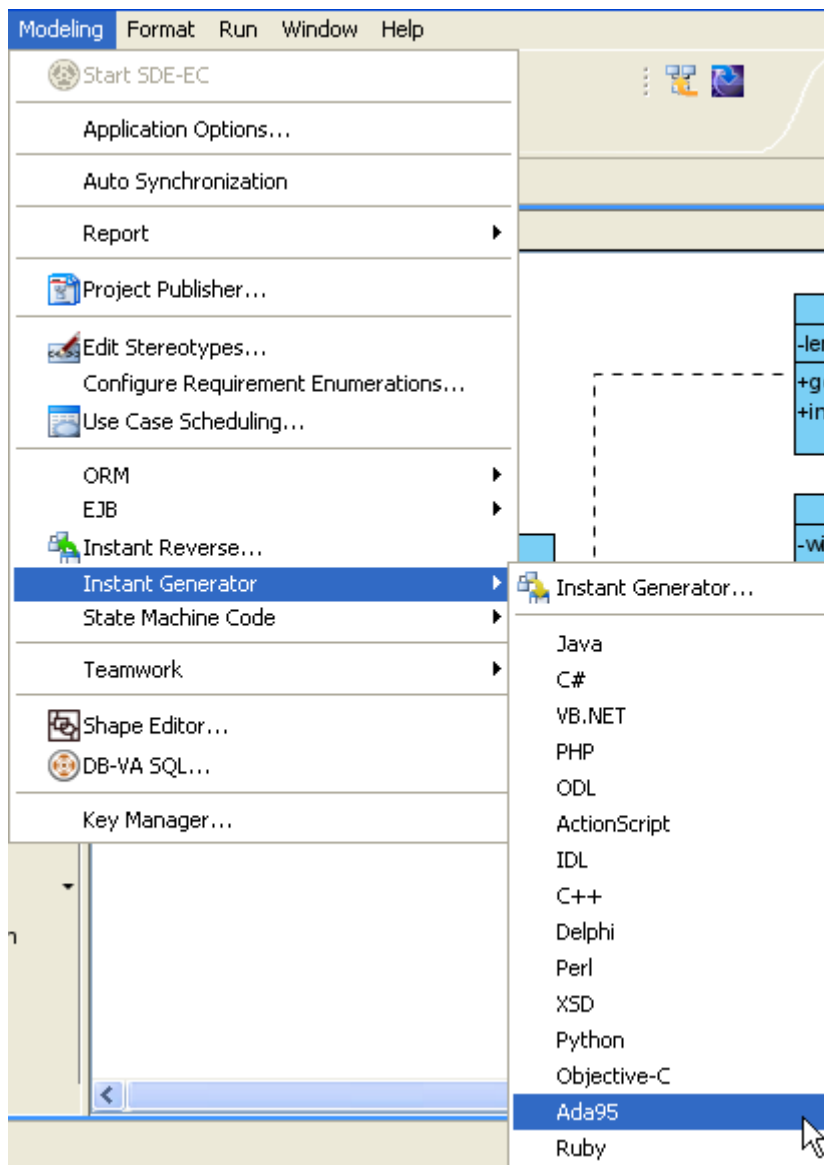 Modeling Format Run Window Help
Start SDE-EC
Application Options...
Auto Synchronization
Report
Project Publisher...
Edit Stereotypes...
Configure Requirement Enumerations...
Use Case Scheduling...
ORM
EJB
Instant Reverse...
Instant Generator
State Machine Code
Teamwork
Shape Editor...
DB-VA SQL...
Key Manager...
Instant Generator...
Java
C#
VB.NET
PHP
ODL
ActionScript
IDL
C++
Delphi
Perl
XSD
Python
Objective-C
Ada95
Ruby